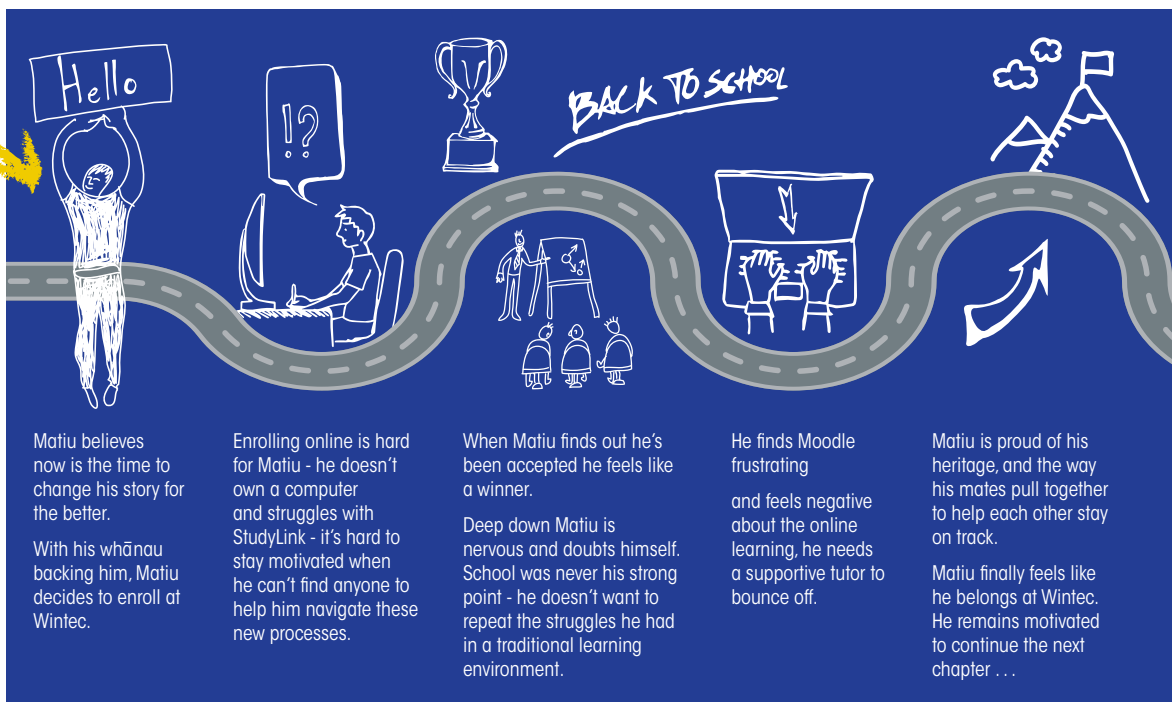 Hello
!?
BACK TO SCHOOL
Matiu believes
now is the time to
change his story for
the better.
With his whānau
backing him, Matiu
decides to enroll at
Wintec.
Enrolling online is hard
for Matiu - he doesn't
own a computer
and struggles with
StudyLink - it's hard to
stay motivated when
he can't find anyone to
help him navigate these
new processes.
When Matiu finds out he's
been accepted he feels like
a winner.
Deep down Matiu is
nervous and doubts himself.
School was never his strong
point - he doesn't want to
repeat the struggles he had
in a traditional learning
environment.
He finds Moodle
frustrating
and feels negative
about the online
learning, he needs
a supportive tutor to
bounce off.
Matiu is proud of his
heritage, and the way
his mates pull together
to help each other stay
on track.
Matiu finally feels like
he belongs at Wintec.
He remains motivated
to continue the next
chapter . . .